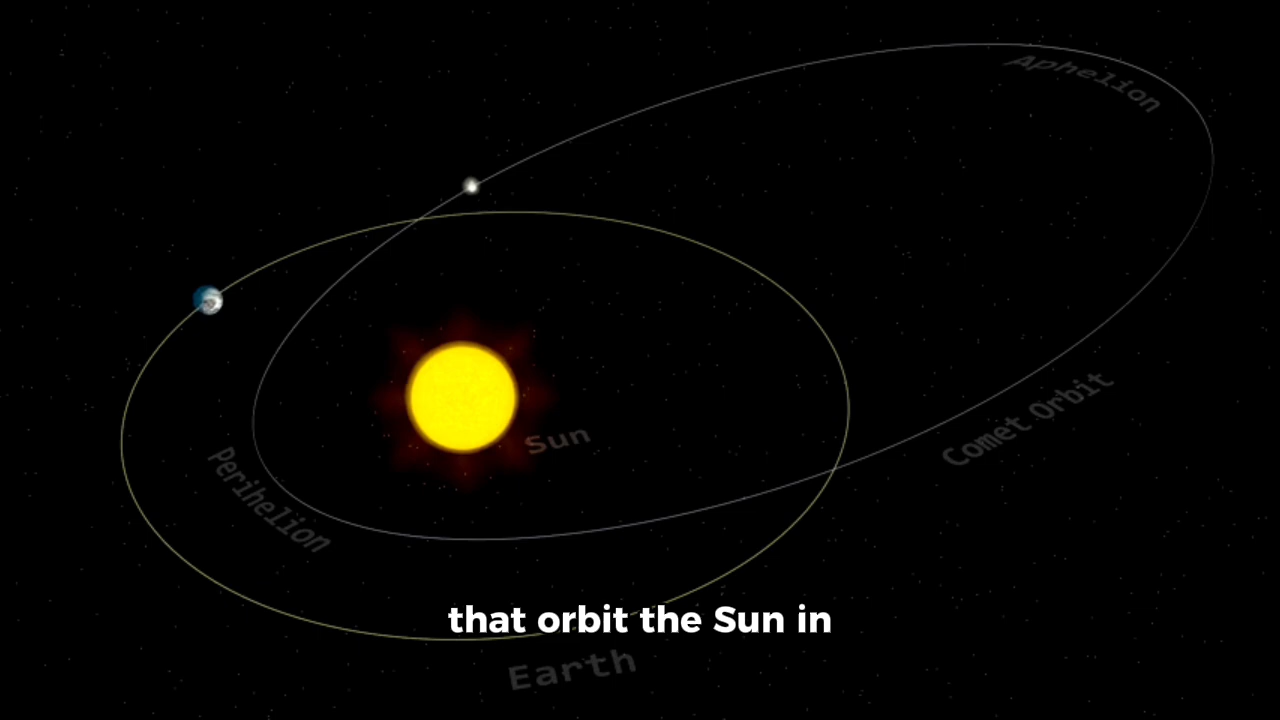 Aphelion
Comet Orbit
Sun
Perihelion
that orbit the Sun in
Earth